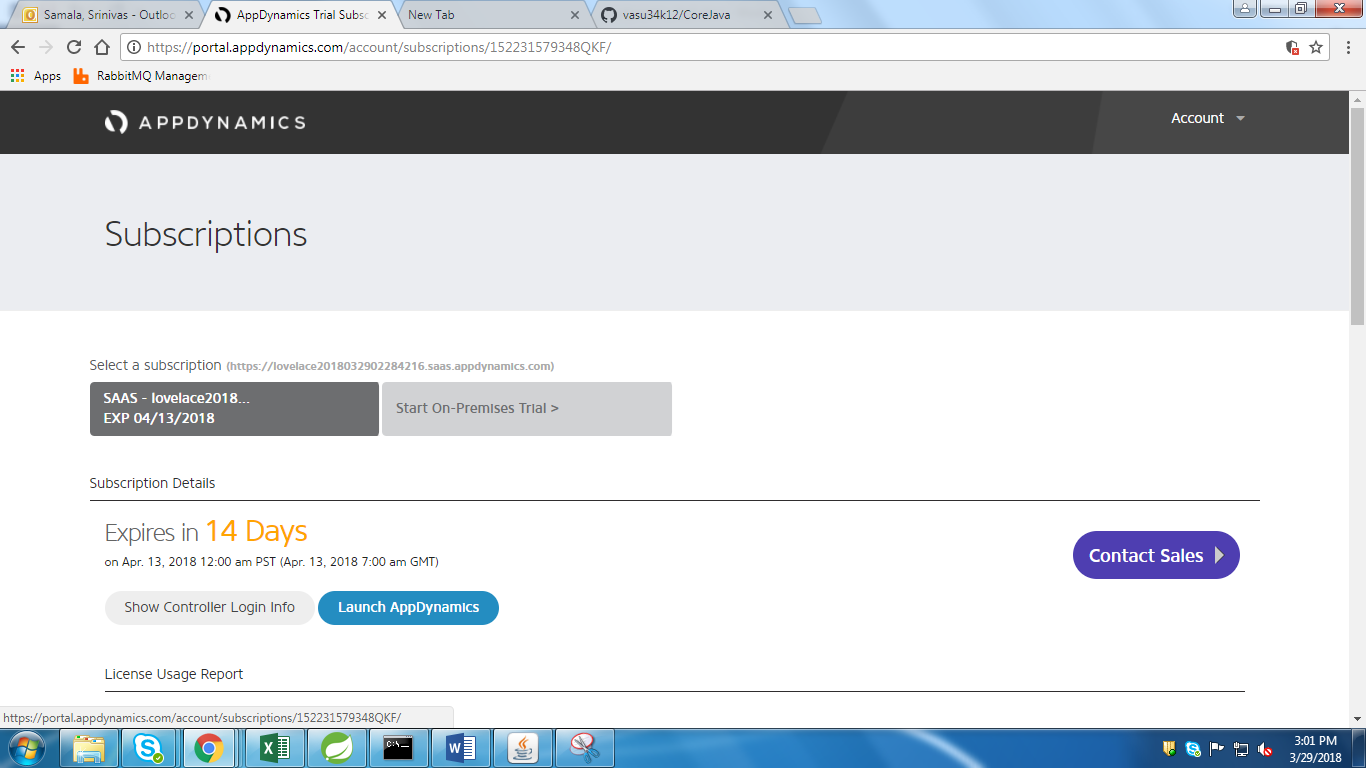 Samala, Srinivas - Outloo
AppDynamics Trial Subsc
New Tab
vasu34k12/CoreJava
https://portal.appdynamics.com/account/subscriptions/152231579348QKF/
Apps
RabbitMQ Managem
APPDYNAMICS
Account
Subscriptions
Select a subscription (https://lovelace2018032902284216.saas.appdynamics.com)
SAAS - lovelace2018...
EXP 04/13/2018
Start On-Premises Trial >
Subscription Details
Expires in 14 Days
on Apr. 13, 2018 12:00 am PST (Apr. 13, 2018 7:00 am GMT)
Contact Sales
Show Controller Login Info
Launch AppDynamics
License Usage Report
https://portal.appdynamics.com/account/subscriptions/152231579348QKF/
C:\.
3:01 PM
3/29/2018